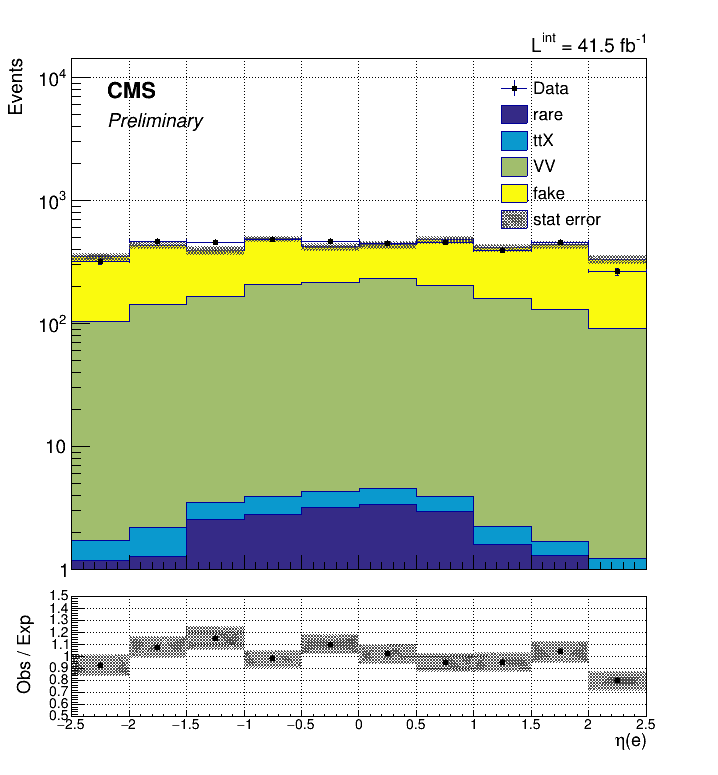 L^int = 41.5 fb^-1
Events
10^4
10^3
10^2
10
1
CMS
Preliminary
Data
rare
ttX
VV
fake
stat error
Obs / Exp
1.5
1.4
1.3
1.2
1.1
1
0.9
0.8
0.7
0.6
0.5
−2.5 −2 −1.5 −1 −0.5 0 0.5 1 1.5 2 2.5
η(e)